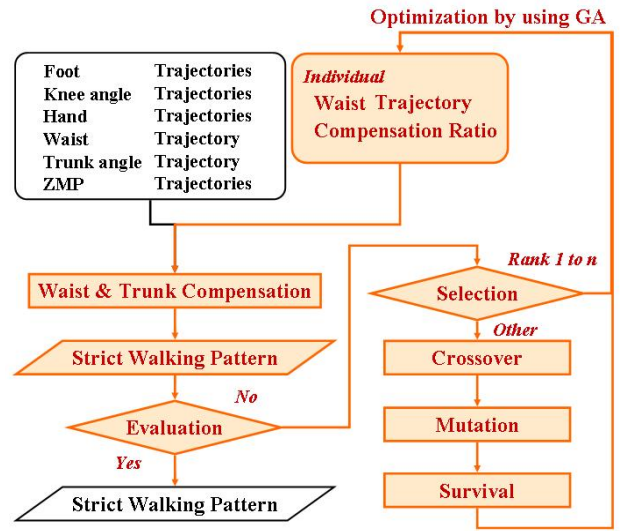 Optimization by using GA
Foot Trajectories
Knee angle Trajectories
Hand Trajectories
Waist Trajectory
Trunk angle Trajectory
ZMP Trajectories
Individual
Waist Trajectory
Compensation Ratio
Waist & Trunk Compensation
Strict Walking Pattern
No
Evaluation
Yes
Strict Walking Pattern
Rank 1 to n
Selection
Other
Crossover
Mutation
Survival